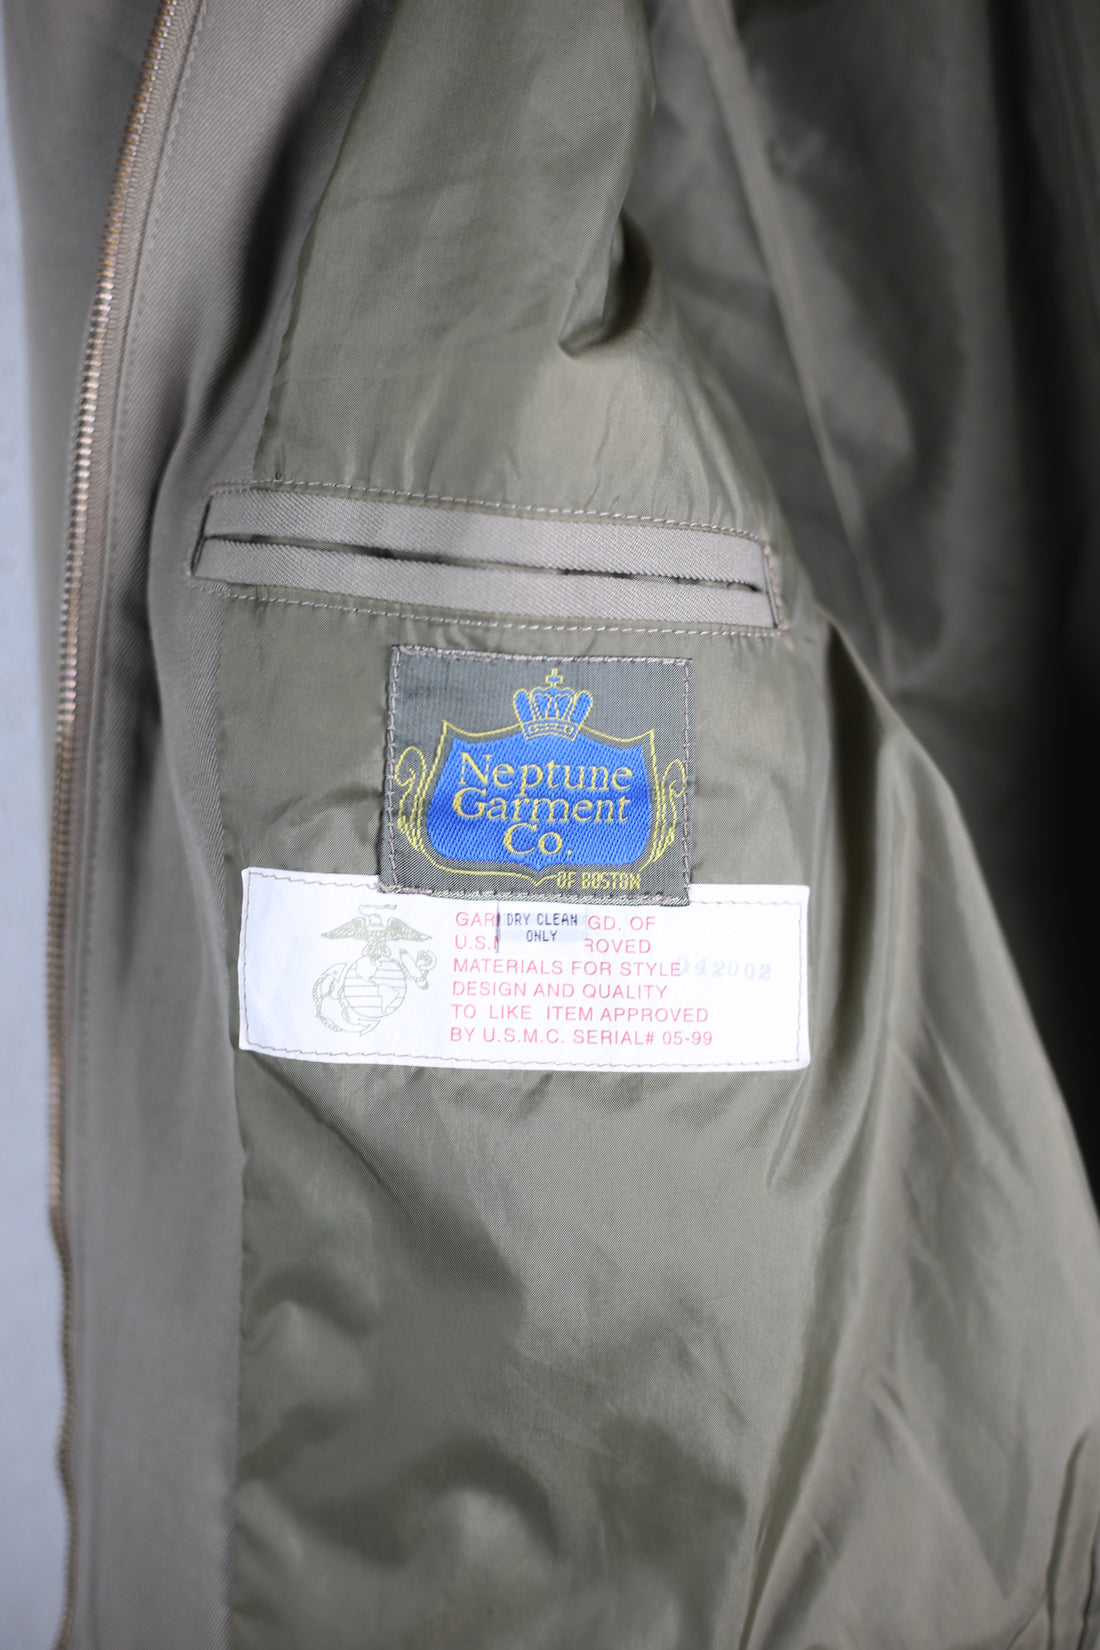 Neptune
Garment
Co.
OF BOSTON
DRY CLEAN
ONLY
GAR GD. OF
U.S. ROVED
MATERIALS FOR STYLE 042002
DESIGN AND QUALITY
TO LIKE ITEM APPROVED
BY U.S.M.C. SERIAL# 05-99